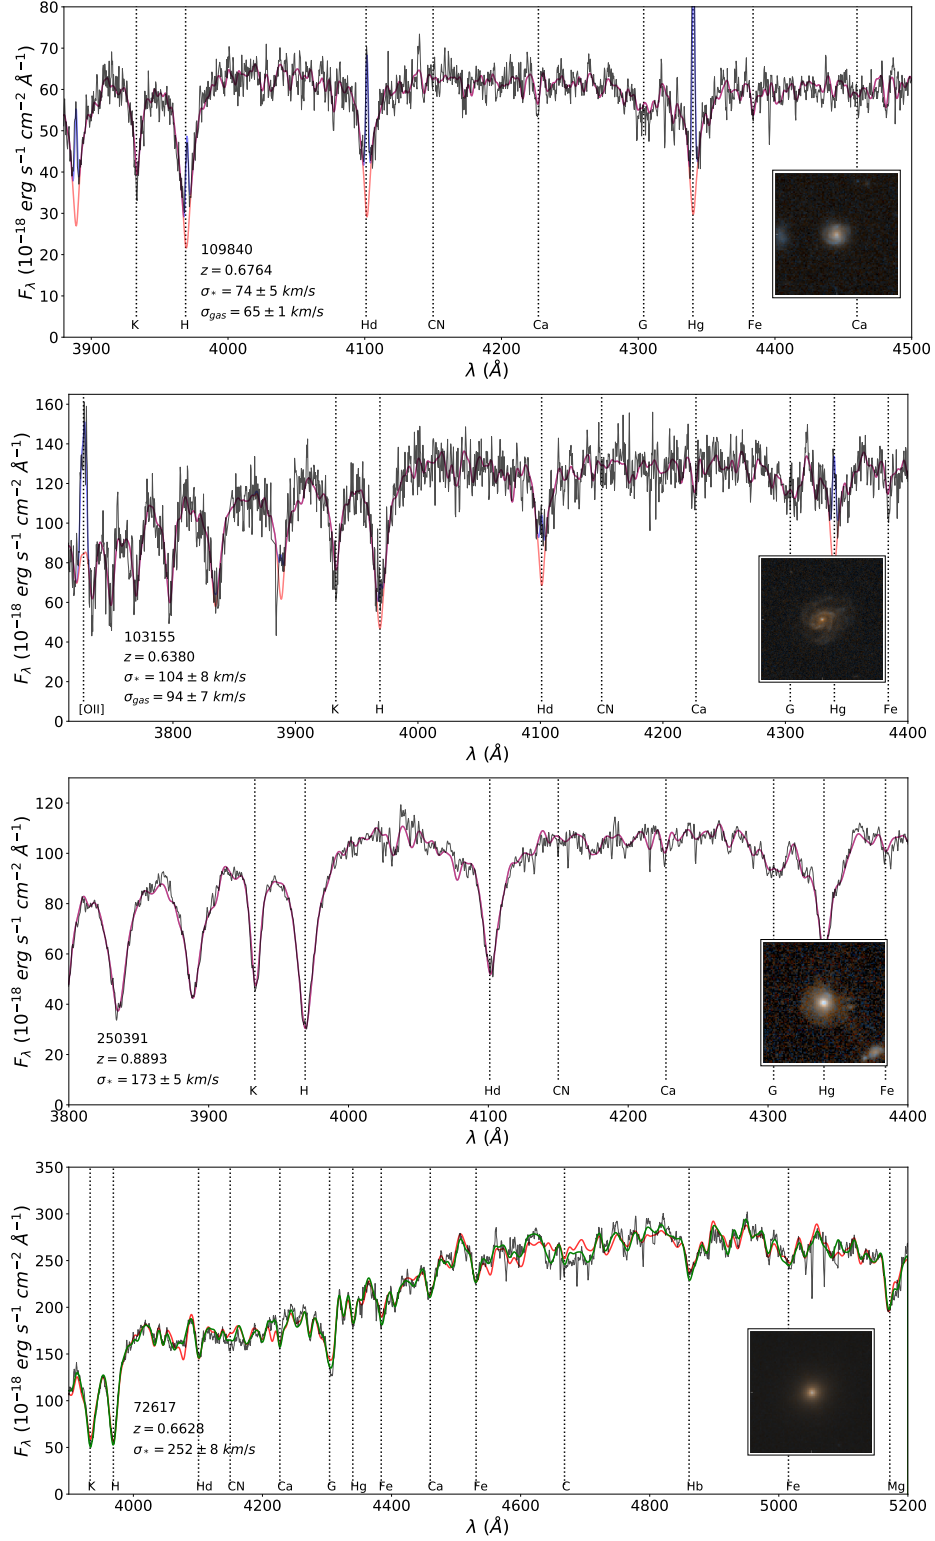 80
70
60
50
40
30
20
10
0
F_λ (10⁻¹⁸ erg s⁻¹ cm⁻² Å⁻¹)
109840
z = 0.6764
σ_* = 74 ± 5 km/s
σ_gas = 65 ± 1 km/s
K H Hd CN Ca G Hg Fe Ca
3900 4000 4100 4200 4300 4400 4500
λ (Å)
160
140
120
100
80
60
40
20
0
F_λ (10⁻¹⁸ erg s⁻¹ cm⁻² Å⁻¹)
103155
z = 0.6380
σ_* = 104 ± 8 km/s
σ_gas = 94 ± 7 km/s
[OII] K H Hd CN Ca G Hg Fe
3800 3900 4000 4100 4200 4300 4400
λ (Å)
120
100
80
60
40
20
0
F_λ (10⁻¹⁸ erg s⁻¹ cm⁻² Å⁻¹)
250391
z = 0.8893
σ_* = 173 ± 5 km/s
K H Hd CN Ca G Hg Fe
3800 3900 4000 4100 4200 4300 4400
λ (Å)
350
300
250
200
150
100
50
0
F_λ (10⁻¹⁸ erg s⁻¹ cm⁻² Å⁻¹)
72617
z = 0.6628
σ_* = 252 ± 8 km/s
K H Hd CN Ca G Hg Fe Ca Fe C Hb Fe Mg
4000 4200 4400 4600 4800 5000 5200
λ (Å)